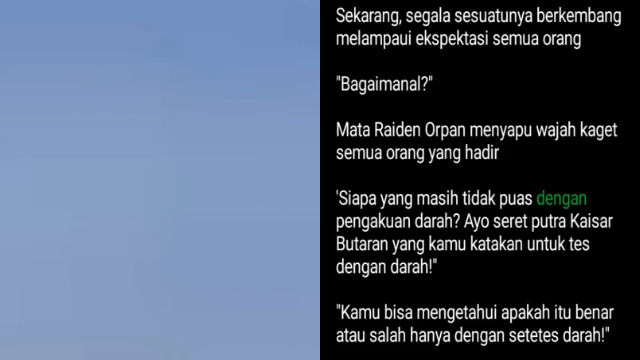 Sekarang, segala sesuatunya berkembang
melampaui ekspektasi semua orang
"Bagaimanal?"
Mata Raiden Orpan menyapu wajah kaget
semua orang yang hadir
'Siapa yang masih tidak puas dengan
pengakuan darah? Ayo seret putra Kaisar
Butaran yang kamu katakan untuk tes
dengan darah!"
"Kamu bisa mengetahui apakah itu benar
atau salah hanya dengan setetes darah!"